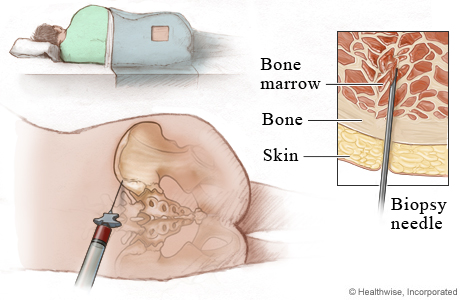 Bone
marrow
Bone
Skin
Biopsy
needle
© Healthwise, Incorporated